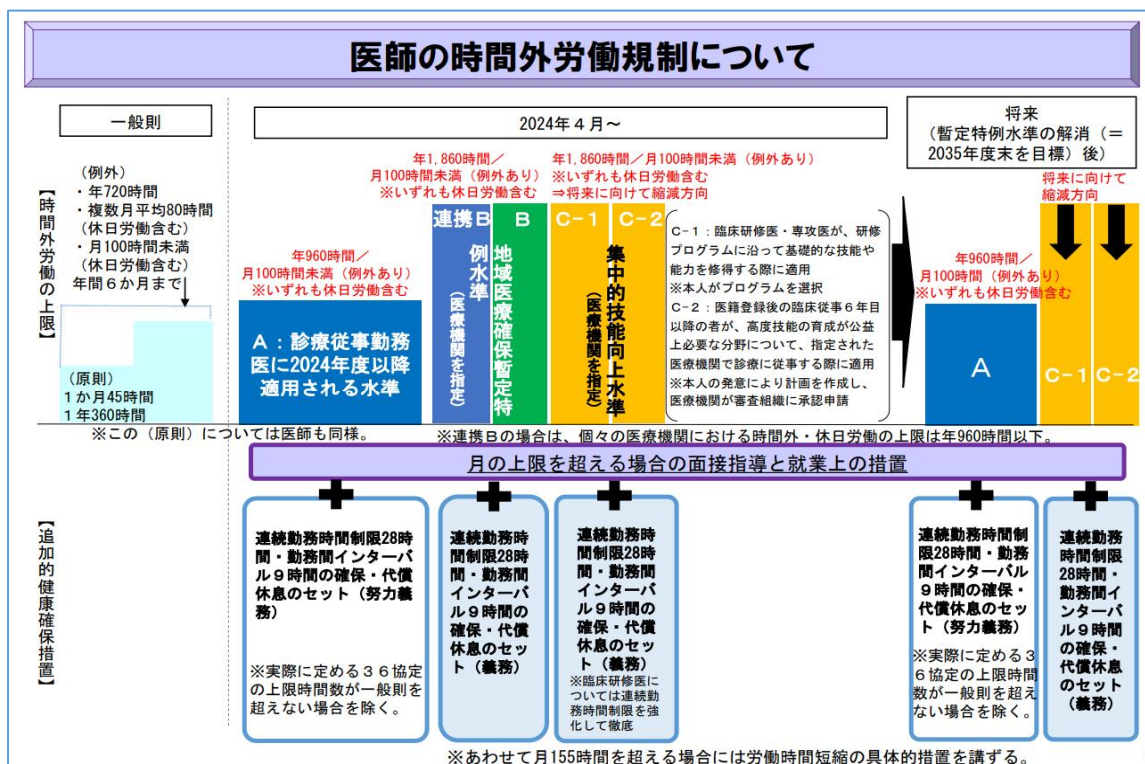 医師の時間外労働規制について
一般則
2024年4月~
将来
(暫定特例水準の解消(=
2035年度末を目標)後)
【時間外労働の上限】
(例外)
・年720時間
・複数月平均80時間
(休日労働含む)
・月100時間未満
(休日労働含む)
年間6か月まで
(原則)
1か月45時間
1年360時間
※この(原則)については医師も同様。
年960時間/
月100時間未満(例外あり)
※いずれも休日労働含む
A:診療従事勤務
医に2024年度以降
適用される水準
年1,860時間/
月100時間未満(例外あり)
※いずれも休日労働含む
連携B
B
地域医療確保暫定特
例水準
(医療機関を指定)
年1,860時間/月100時間未満(例外あり)
※いずれも休日労働含む
⇒将来に向けて縮減方向
C-1
C-2
集中的技能向上水準
(医療機関を指定)
C-1:臨床研修医・専攻医が、研修
プログラムに沿って基礎的な技能や
能力を修得する際に適用
※本人がプログラムを選択
C-2:医籍登録後の臨床従事6年目
以降の者が、高度技能の育成が公益
上必要な分野について、指定された
医療機関で診療に従事する際に適用
※本人の発意により計画を作成し、
医療機関が審査組織に承認申請
年960時間/
月100時間(例外あり)
※いずれも休日労働含む
A
将来に向けて
縮減方向
C-1
C-2
※連携Bの場合は、個々の医療機関における時間外・休日労働の上限は年960時間以下。
月の上限を超える場合の面接指導と就業上の措置
【追加的健康確保措置】
連続勤務時間制限28時
間・勤務間インターバ
ル9時間の確保・代償
休息のセット(努力義
務)
※実際に定める36協定
の上限時間数が一般則を
超えない場合を除く。
連続勤務時
間制限28時
間・勤務間
インターバ
ル9時間の
確保・代償
休息のセッ
ト(義務)
連続勤務時
間制限28時
間・勤務間
インターバ
ル9時間の
確保・代償
休息のセッ
ト(義務)
※臨床研修医に
ついては連続勤
務時間制限を強
化して徹底
連続勤務時間制
限28時間・勤務
間インターバル
9時間の確保・
代償休息のセッ
ト(努力義務)
※実際に定める3
6協定の上限時間
数が一般則を超え
ない場合を除く。
連続勤務
時間制限
28時間・
勤務間イ
ンターバ
ル9時間
の確保・
代償休息
のセット
(義務)
※あわせて月155時間を超える場合には労働時間短縮の具体的措置を講ずる。